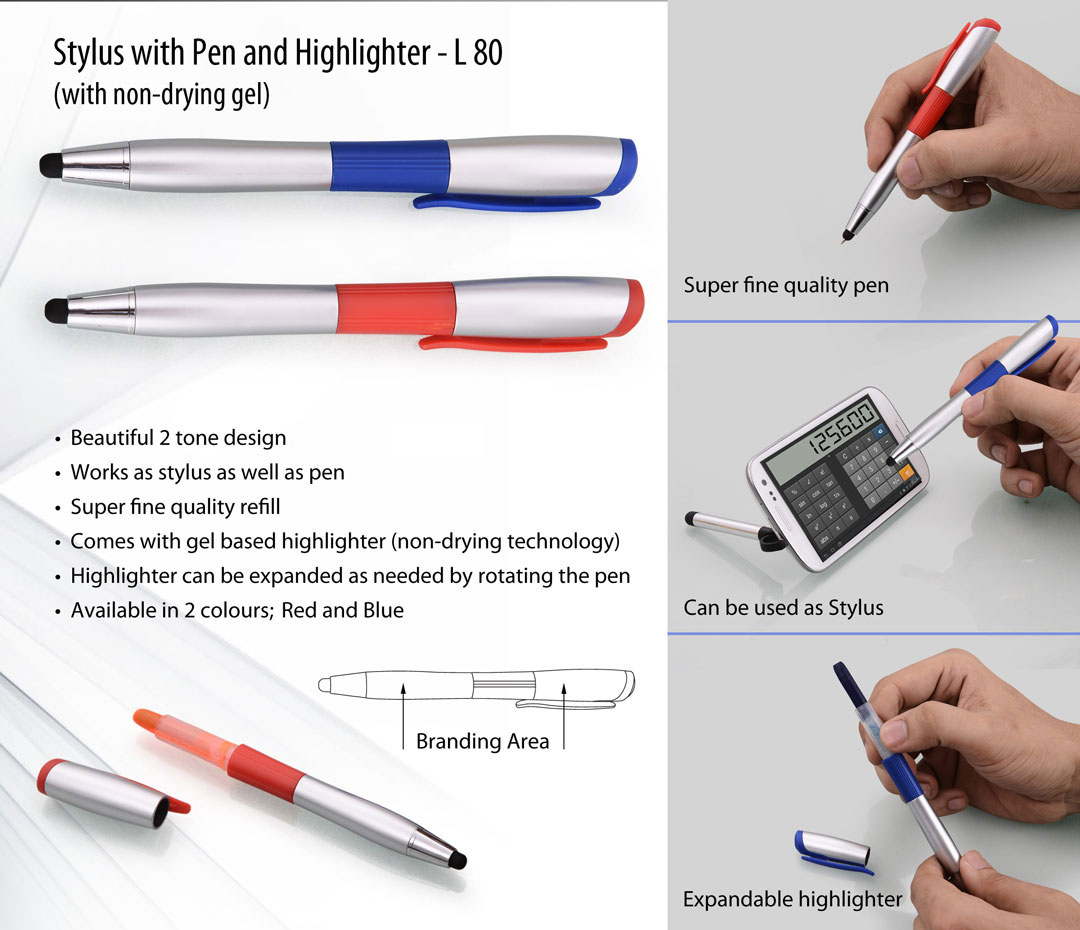 Stylus with Pen and Highlighter - L 80
(with non-drying gel)
• Beautiful 2 tone design
• Works as stylus as well as pen
• Super fine quality refill
• Comes with gel based highlighter (non-drying technology)
• Highlighter can be expanded as needed by rotating the pen
• Available in 2 colours; Red and Blue
Branding Area
Super fine quality pen
125600
Can be used as Stylus
Expandable highlighter